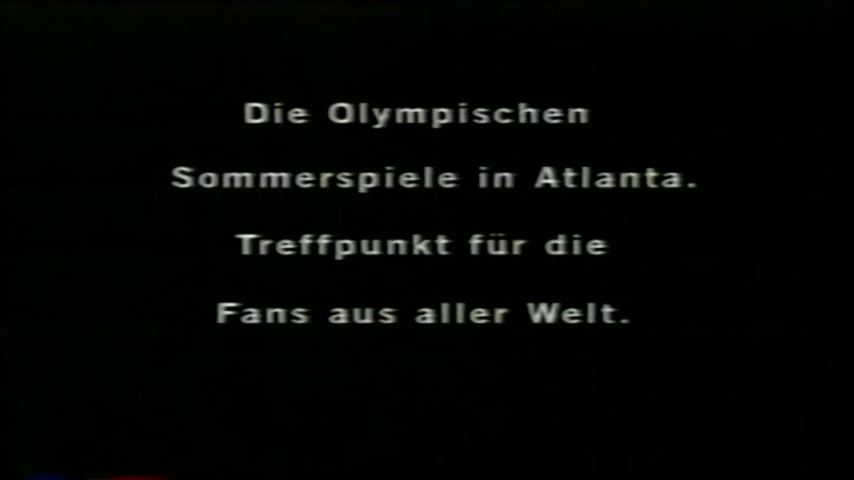 Die Olympischen
Sommerspiele in Atlanta.
Treffpunkt für die
Fans aus aller Welt.